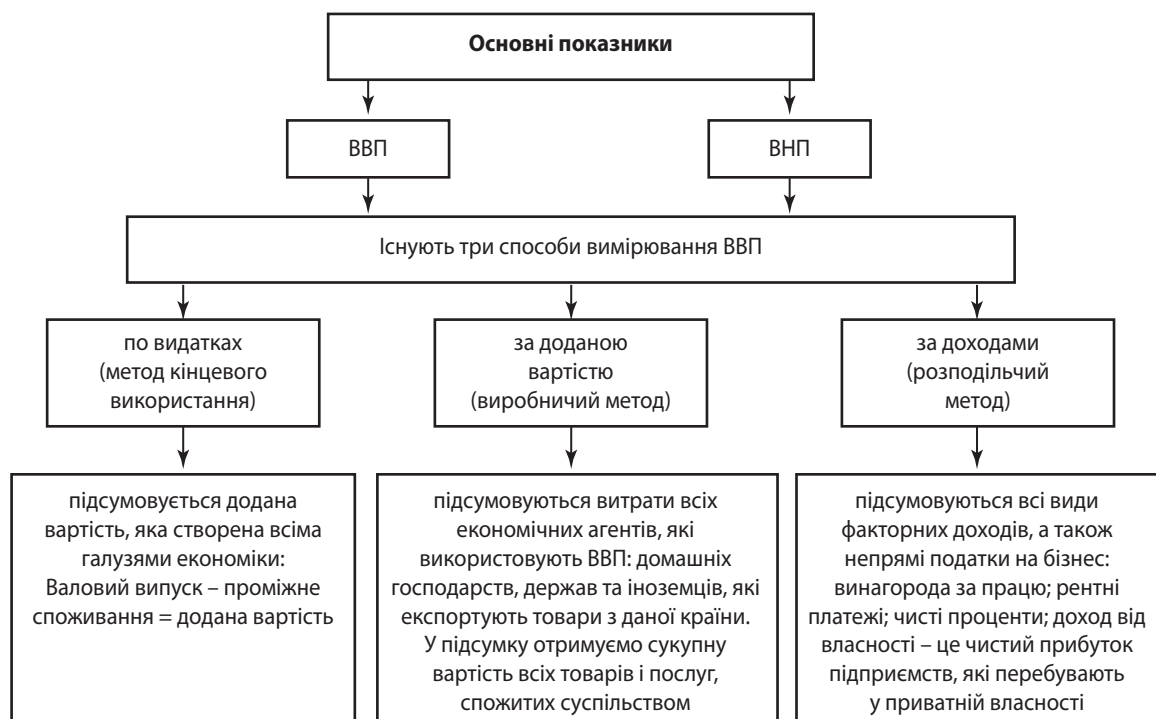 Основні показники
ВВП
ВНП
Існують три способи вимірювання ВВП
по видатках
(метод кінцевого
використання)
за доданою
вартістю
(виробничий метод)
за доходами
(розподільчий
метод)
підсумовується додана
вартість, яка створена всіма
галузями економіки:
Валовий випуск – проміжне
споживання = додана вартість
підсумовуються витрати всіх
економічних агентів, які
використовують ВВП: домашніх
господарств, держав та іноземців, які
експортують товари з даної країни.
У підсумку отримуємо сукупну
вартість всіх товарів і послуг,
спожитих суспільством
підсумовуються всі види
факторних доходів, а також
непрямі податки на бізнес:
винагорода за працю; рентні
платежі; чисті проценти; доход від
власності – це чистий прибуток
підприємств, які перебувають
у приватній власності